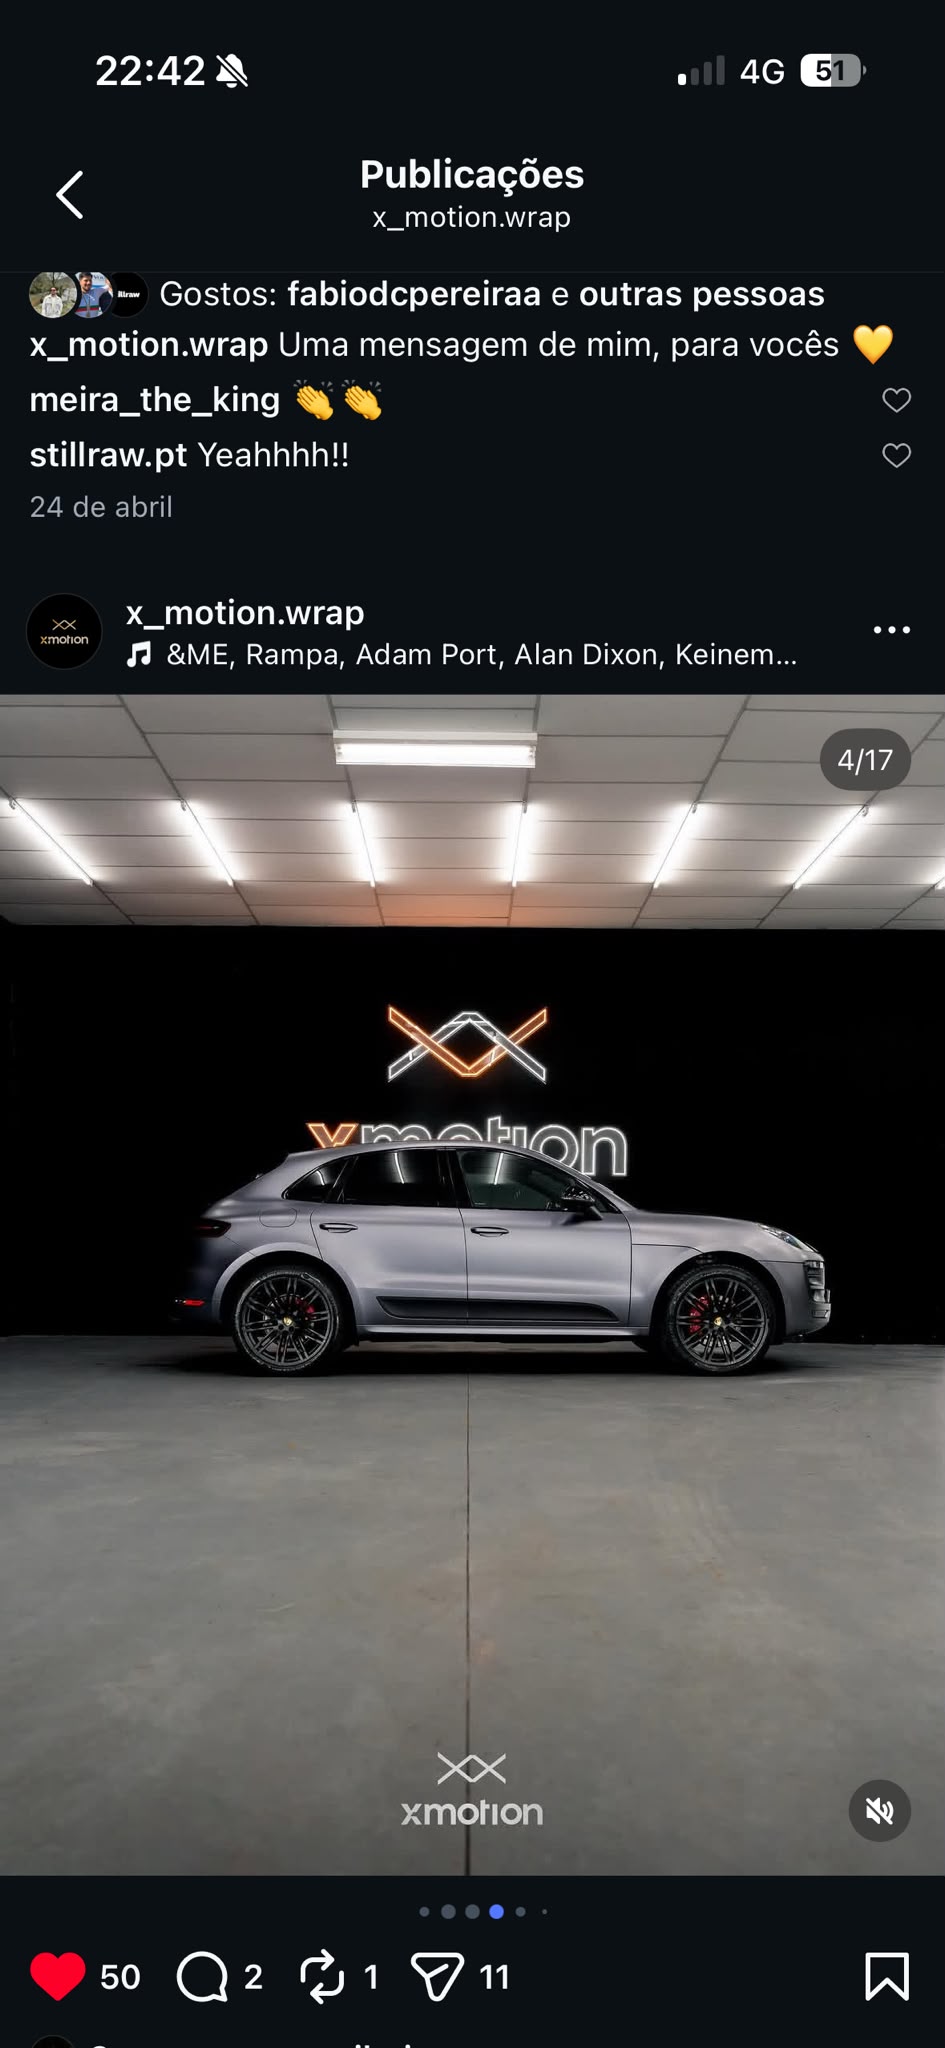 22:42
4G 51
Publicações
x_motion.wrap
Gostos: fabiodcpereiraa e outras pessoas
x_motion.wrap Uma mensagem de mim, para vocês 💛
meira_the_king 👏👏
stillraw.pt Yeahhhh!!
24 de abril
xmotion
x_motion.wrap
&ME, Rampa, Adam Port, Alan Dixon, Keinem...
4/17
xmotion
xmotion
50 2 1 11